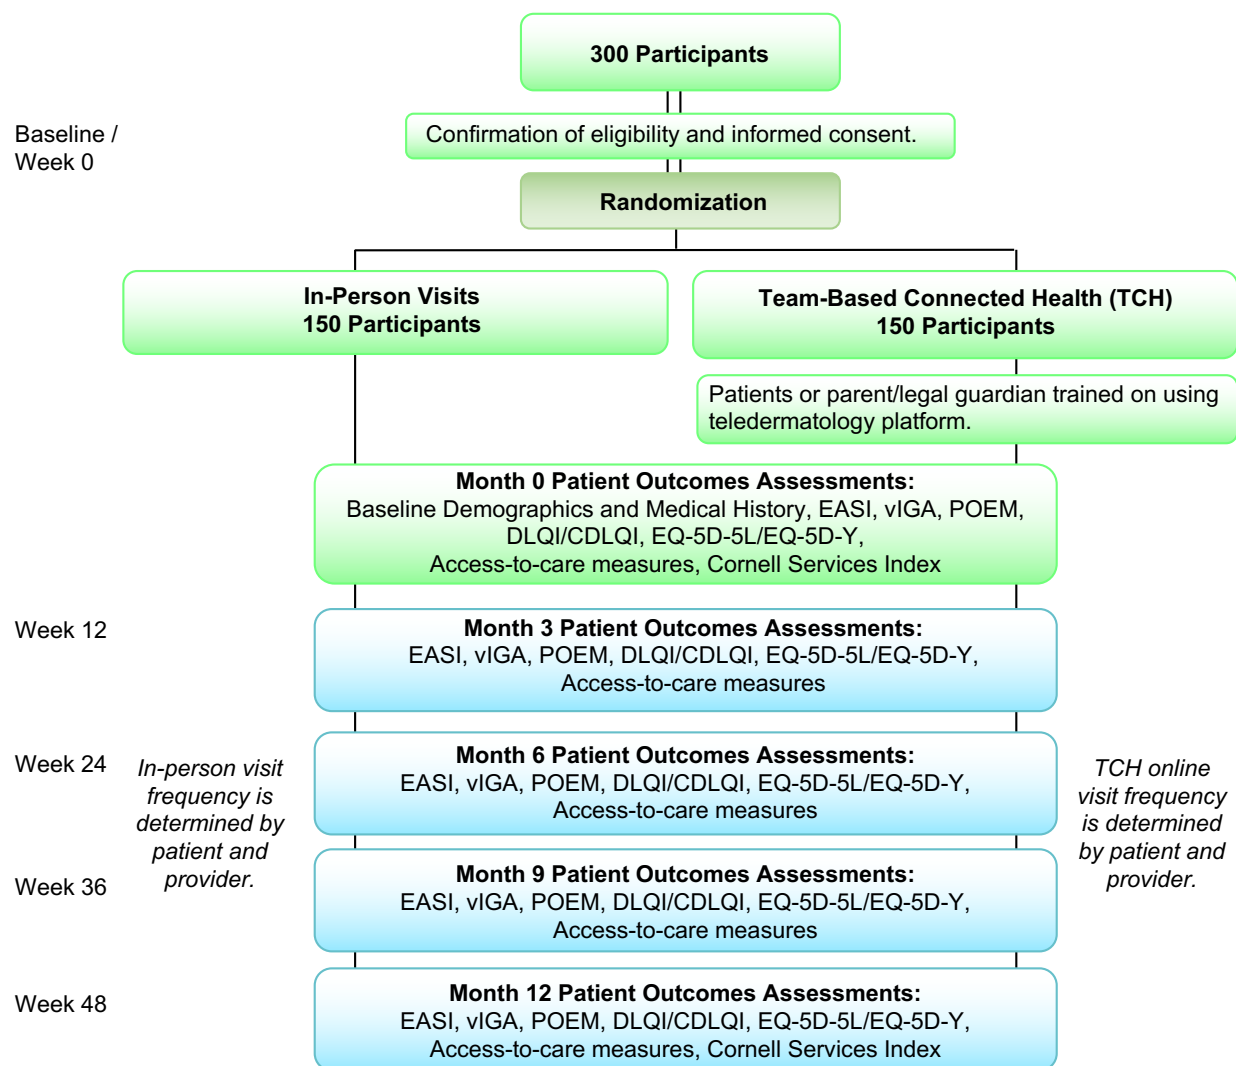 300 Participants
Baseline /
Week 0
Confirmation of eligibility and informed consent.
Randomization
In-Person Visits
150 Participants
Team-Based Connected Health (TCH)
150 Participants
Patients or parent/legal guardian trained on using
teledermatology platform.
Month 0 Patient Outcomes Assessments:
Baseline Demographics and Medical History, EASI, vIGA, POEM,
DLQI/CDLQI, EQ-5D-5L/EQ-5D-Y,
Access-to-care measures, Cornell Services Index
Week 12
Month 3 Patient Outcomes Assessments:
EASI, vIGA, POEM, DLQI/CDLQI, EQ-5D-5L/EQ-5D-Y,
Access-to-care measures
Week 24
Month 6 Patient Outcomes Assessments:
EASI, vIGA, POEM, DLQI/CDLQI, EQ-5D-5L/EQ-5D-Y,
Access-to-care measures
In-person visit
frequency is
determined by
patient and
provider.
TCH online
visit frequency
is determined
by patient and
provider.
Week 36
Month 9 Patient Outcomes Assessments:
EASI, vIGA, POEM, DLQI/CDLQI, EQ-5D-5L/EQ-5D-Y,
Access-to-care measures
Week 48
Month 12 Patient Outcomes Assessments:
EASI, vIGA, POEM, DLQI/CDLQI, EQ-5D-5L/EQ-5D-Y,
Access-to-care measures, Cornell Services Index